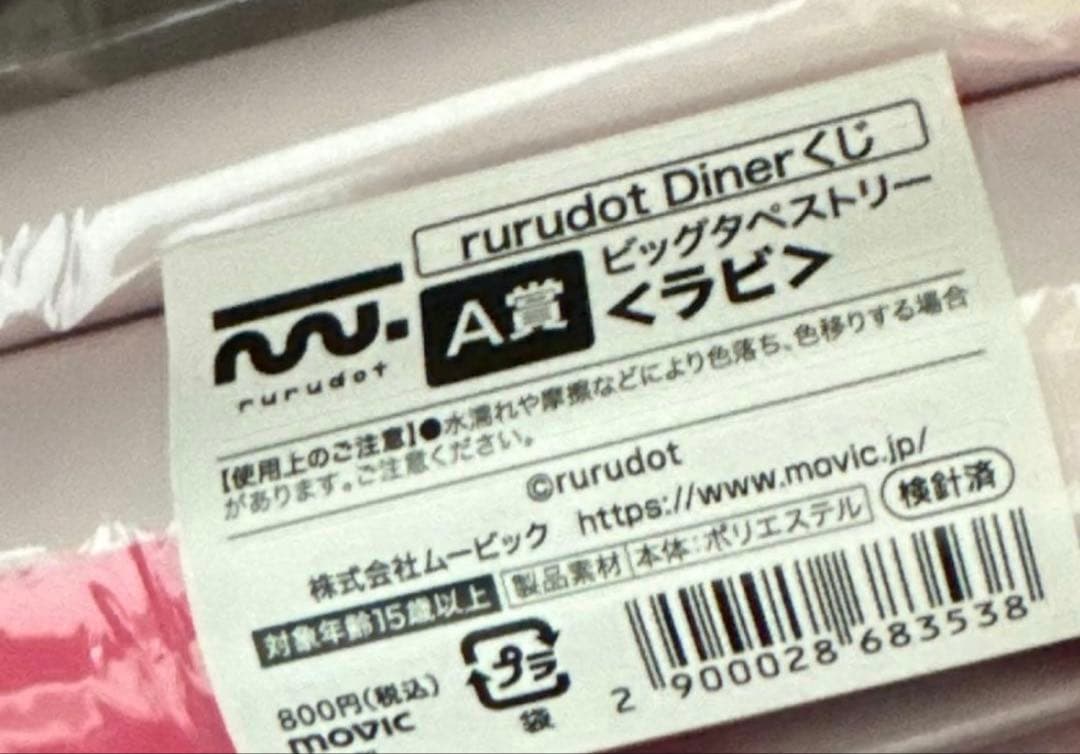 rurudot Dinerくじ
rurudot
A賞
ビッグタペストリー
<ラビ>
【使用上のご注意】●水濡れや摩擦などにより色落ち、色移りする場合
があります。ご注意ください。
©rurudot
株式会社ムービック https://www.movic.jp/
対象年齢15歳以上 製品素材 本体:ポリエステル 検針済
800円(税込)
movic
プラ
袋
2 900028 683538